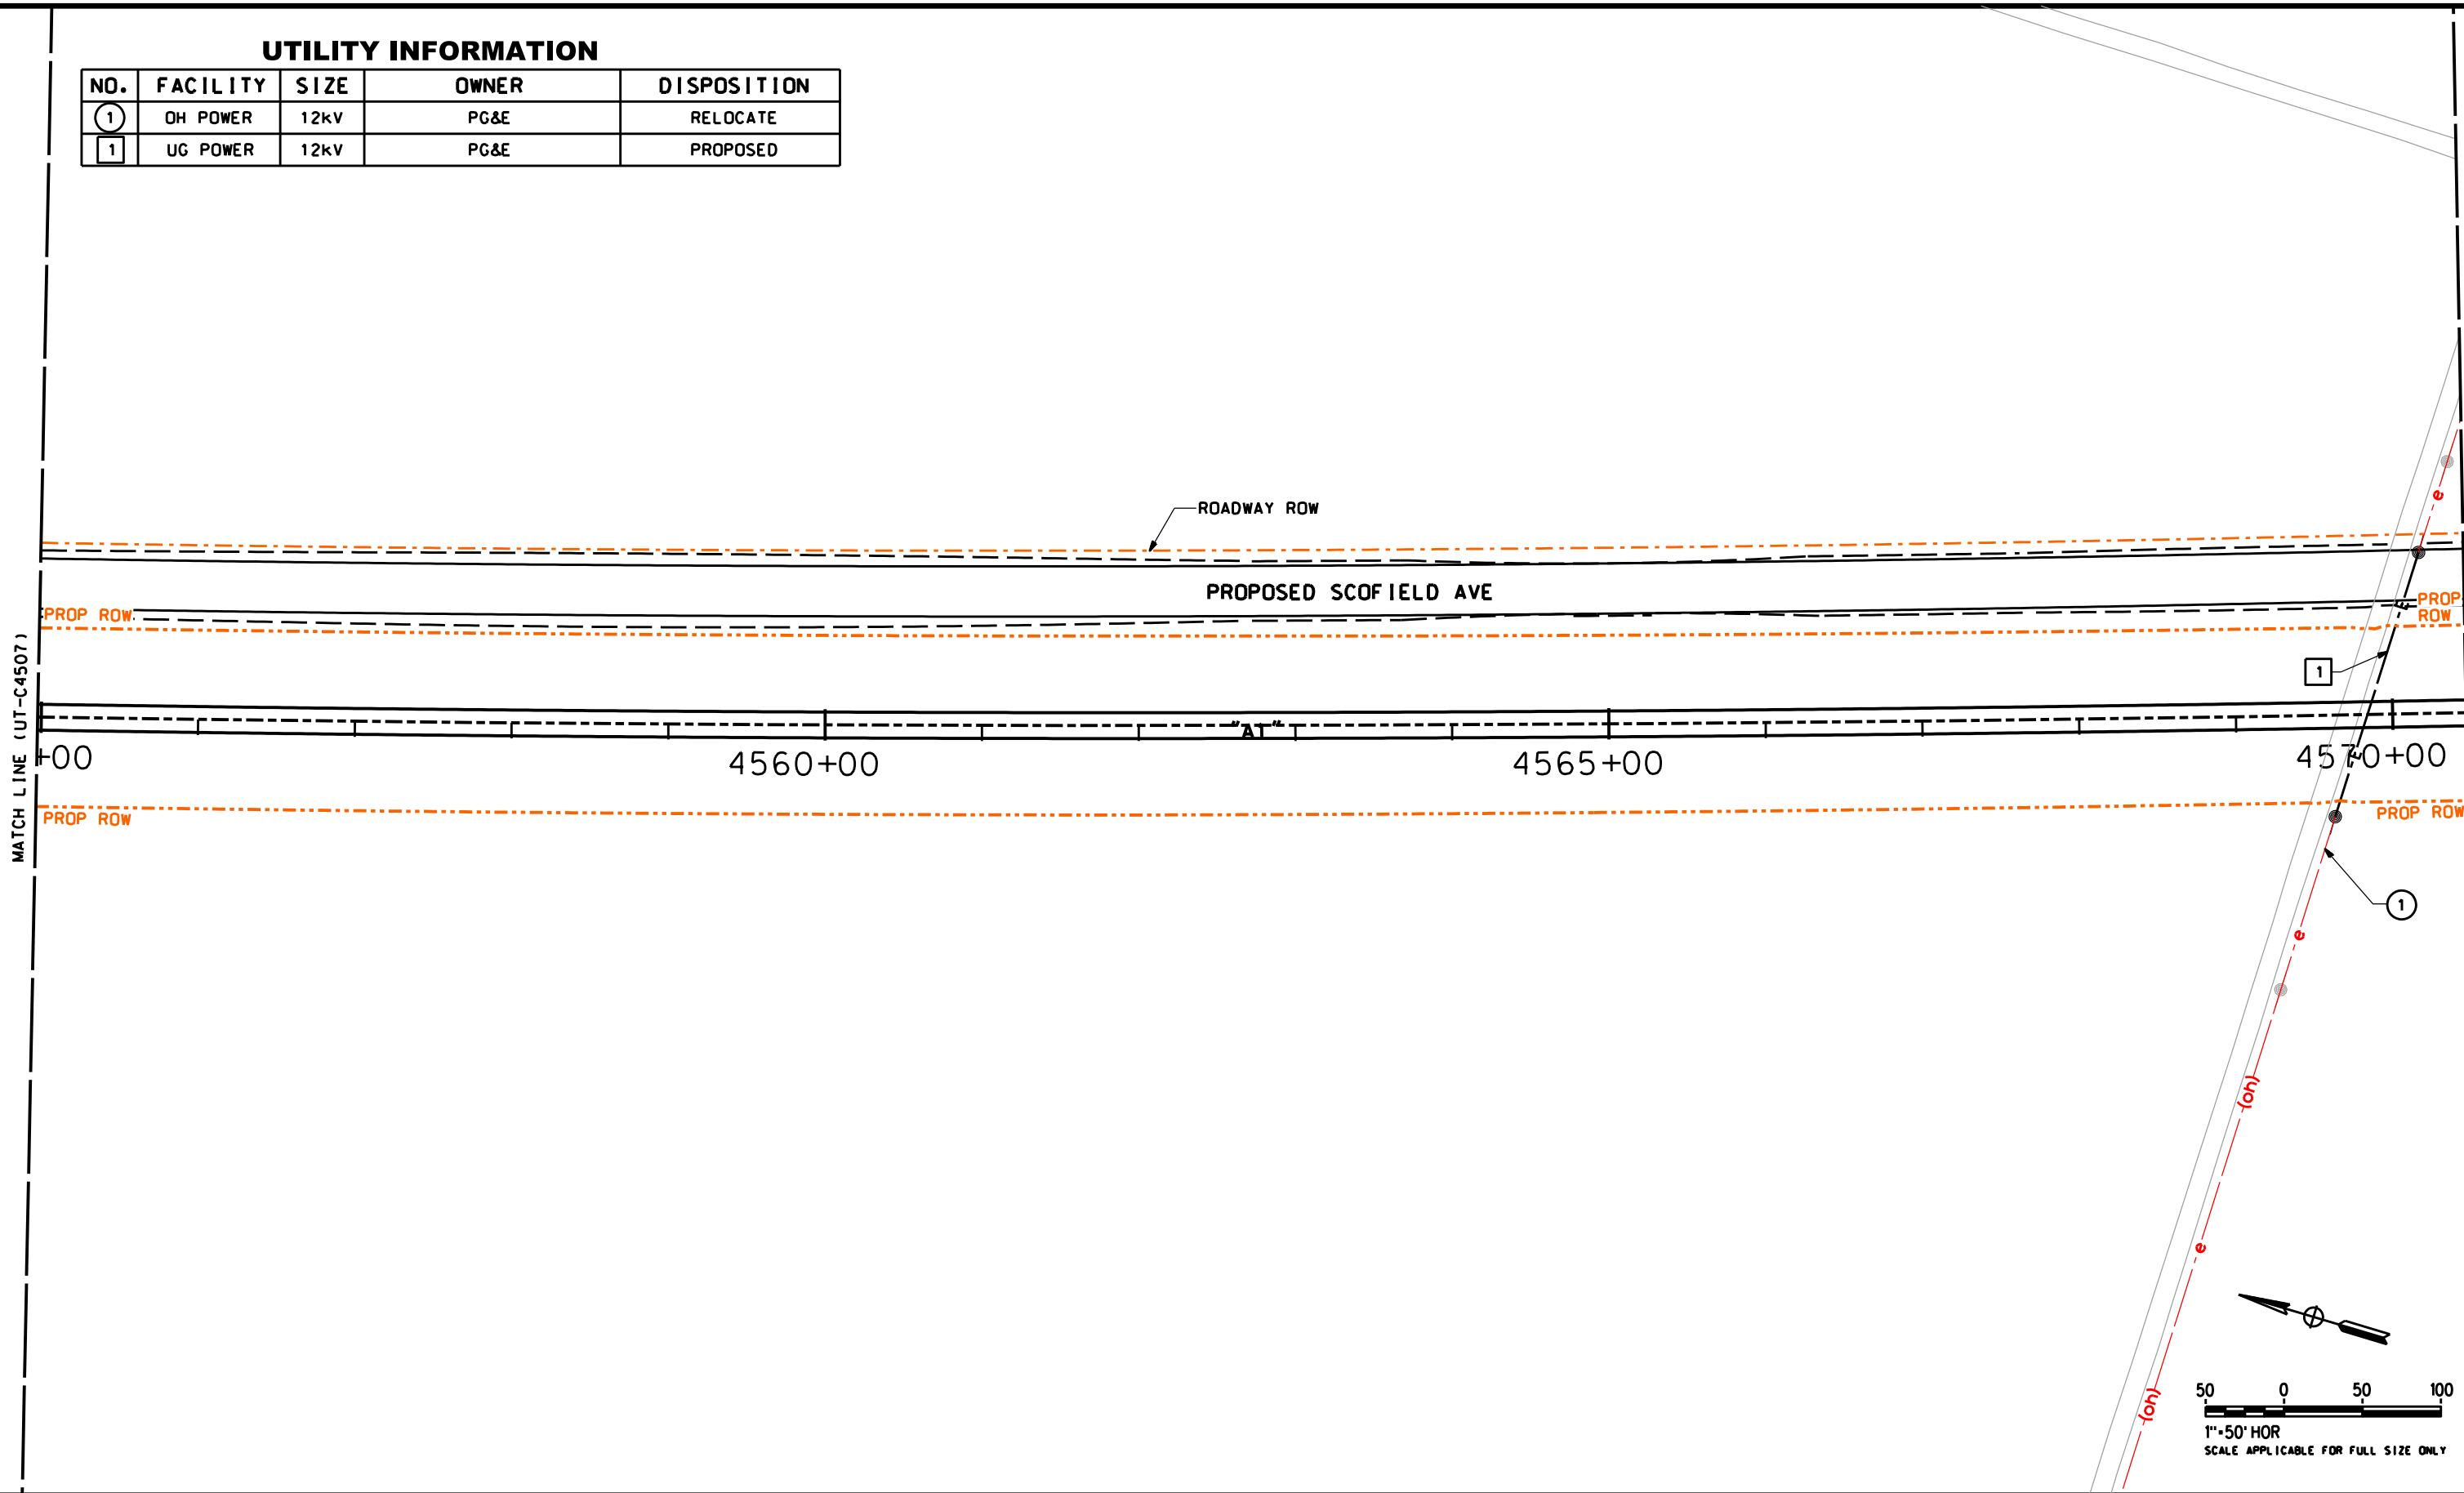 UTILITY INFORMATION
NO. FACILITY SIZE OWNER DISPOSITION
1 OH POWER 12kV PG&E RELOCATE
1 UG POWER 12kV PG&E PROPOSED
ROADWAY ROW
PROPOSED SCOFIELD AVE
PROP ROW
PROP
ROW
E
1
MATCH LINE (UT-C4507)
"A1"
+00
4560+00
4565+00
4570+00
E
PROP ROW
PROP ROW
1
e
e
(oh)
e
(oh)
50 0 50 100
1"=50' HOR
SCALE APPLICABLE FOR FULL SIZE ONLY